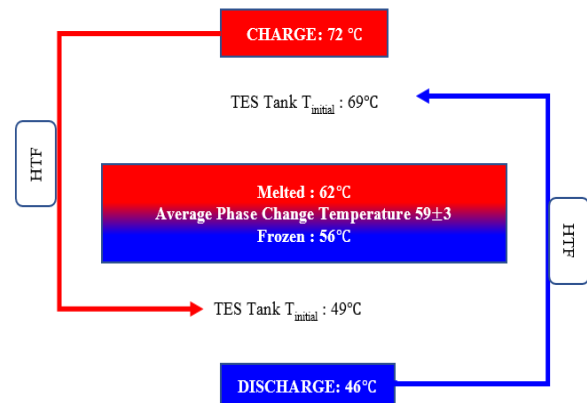 CHARGE: 72 ℃
TES Tank Tinitial : 69℃
HTF
Melted : 62℃
Average Phase Change Temperature 59±3
Frozen : 56℃
HTF
TES Tank Tinitial : 49℃
DISCHARGE: 46℃